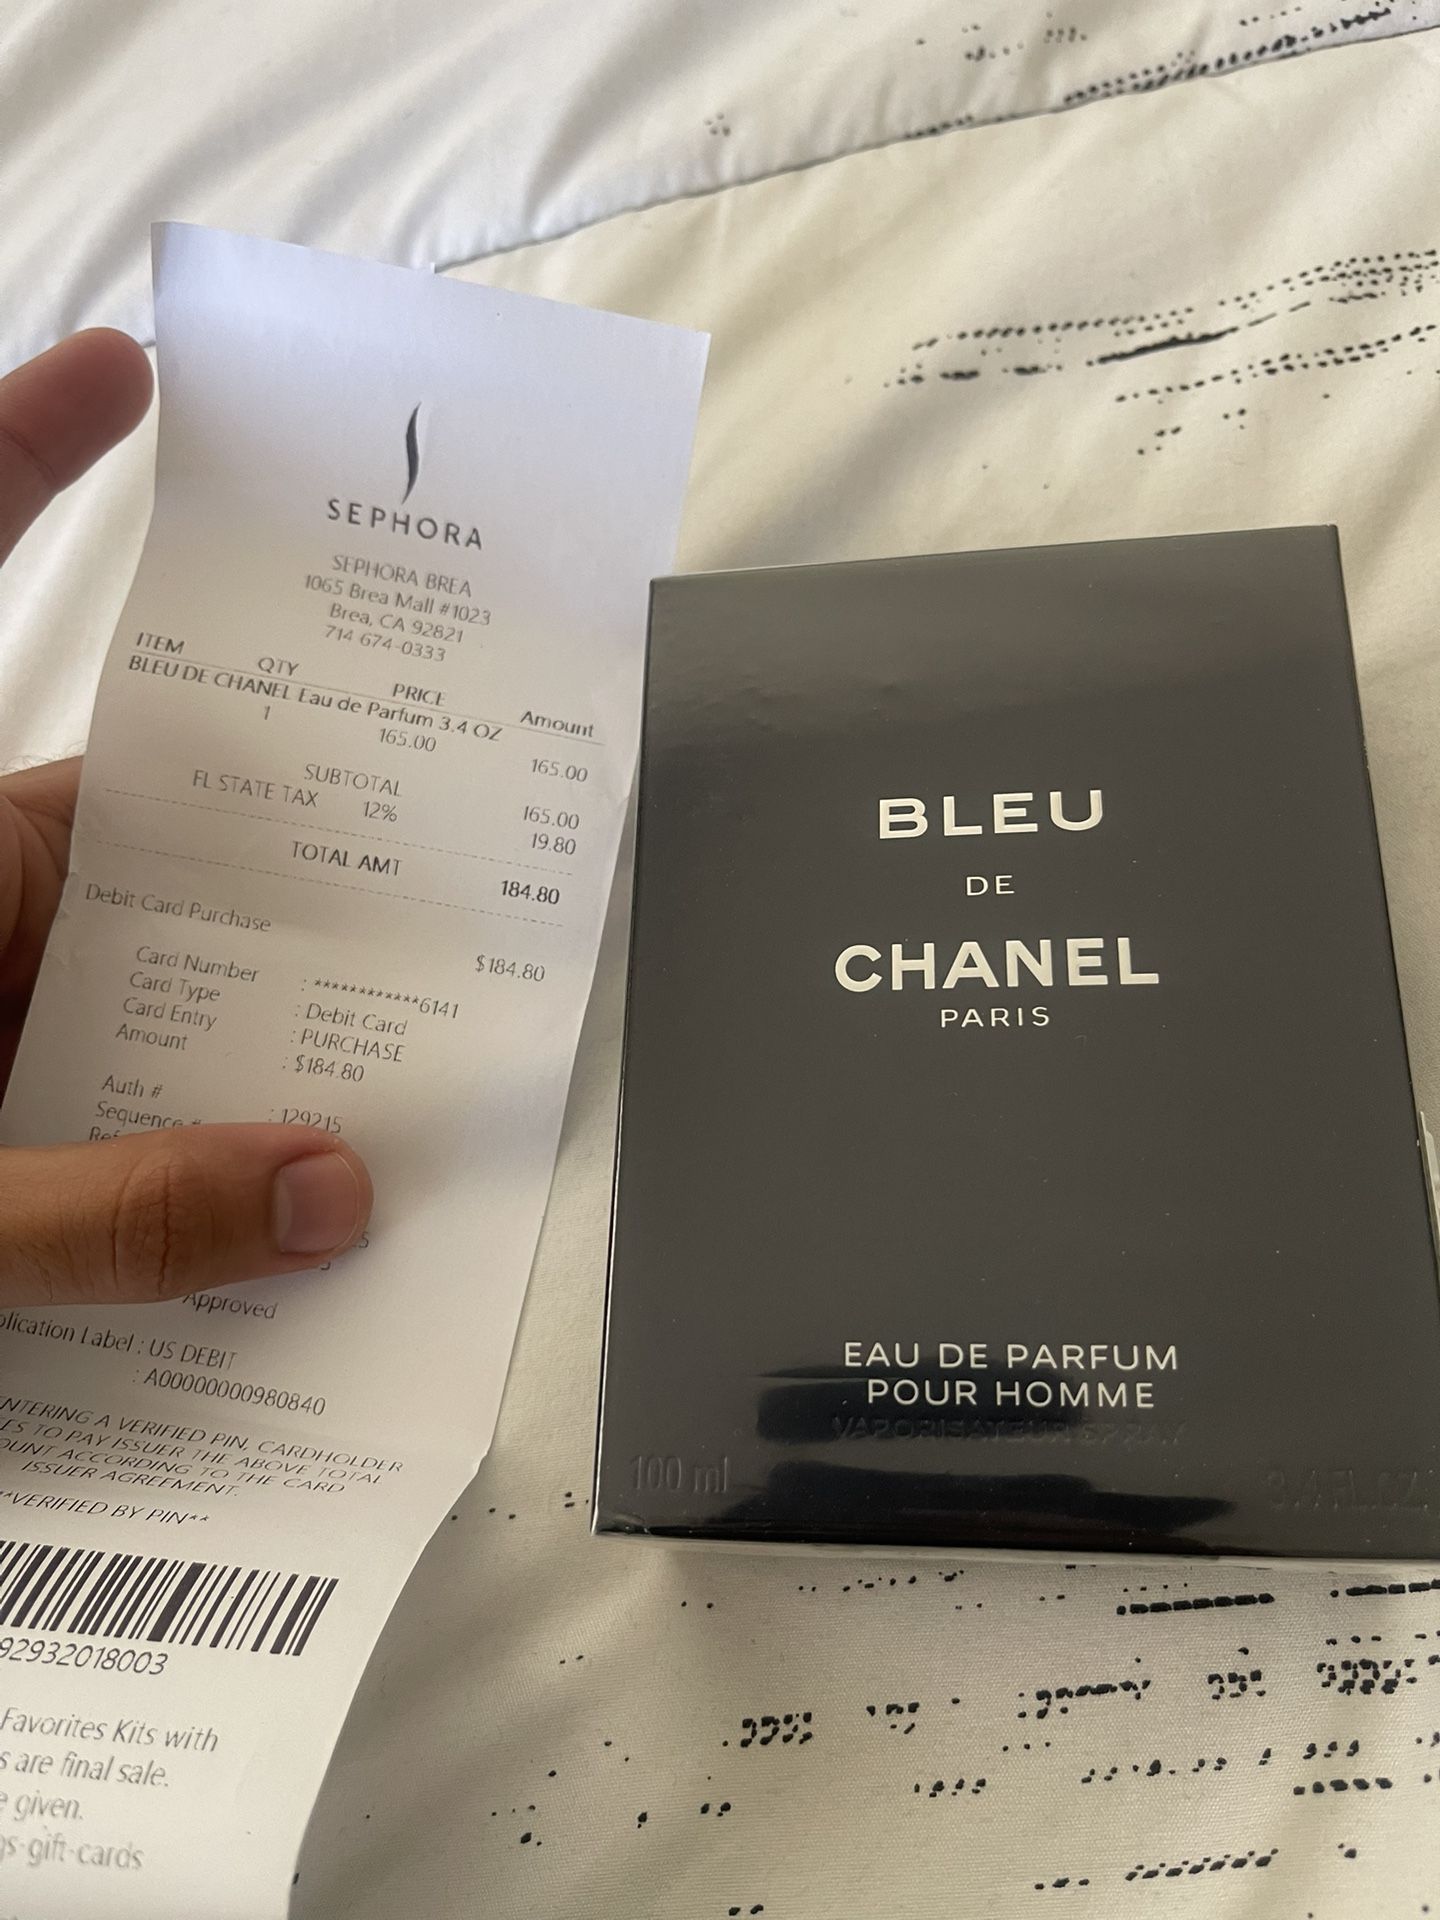 SEPHORA
SEPHORA BREA
1065 Brea Mall #1023
Brea, CA 92821
714 674-0333
ITEM QTY PRICE Amount
BLEU DE CHANEL Eau de Parfum 3.4 OZ
1 165.00 165.00
SUBTOTAL 165.00
FL STATE TAX 12% 19.80
TOTAL AMT 184.80
Debit Card Purchase $184.80
Card Number : ************6141
Card Type : Debit Card
Card Entry : PURCHASE
Amount : $184.80
Auth # : 129215
Sequence #
Approved
Label : US DEBIT
: A00000000980840
A VERIFIED PIN, CARDHOLDER
TO PAY ISSUER THE ABOVE TOTAL
ACCORDING TO THE CARD
ISSUER AGREEMENT.
**VERIFIED BY PIN**
92932018003
Favorites Kits with
are final sale.
given.
gift-cards
BLEU
DE
CHANEL
PARIS
EAU DE PARFUM
POUR HOMME
VAPORISATEUR SPRAY
100 ml